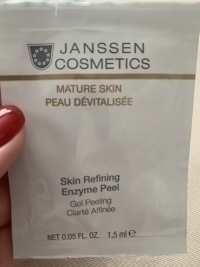 JANSSEN
COSMETICS
MATURE SKIN
PEAU DÉVITALISÉE
Skin Refining
Enzyme Peel
Gel Peeling
Clarté Affinée
NET 0.05 FL. OZ. 1,5 ml ℮